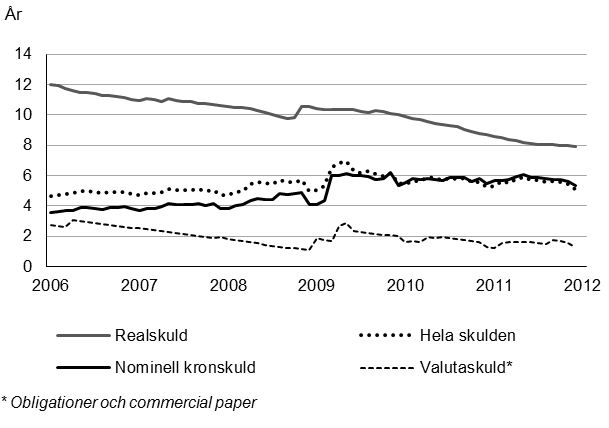 År
14
12
10
8
6
4
2
0
2006 2007 2008 2009 2010 2011 2012
Realskuld Hela skulden
Nominell kronskuld Valutaskuld*
* Obligationer och commercial paper